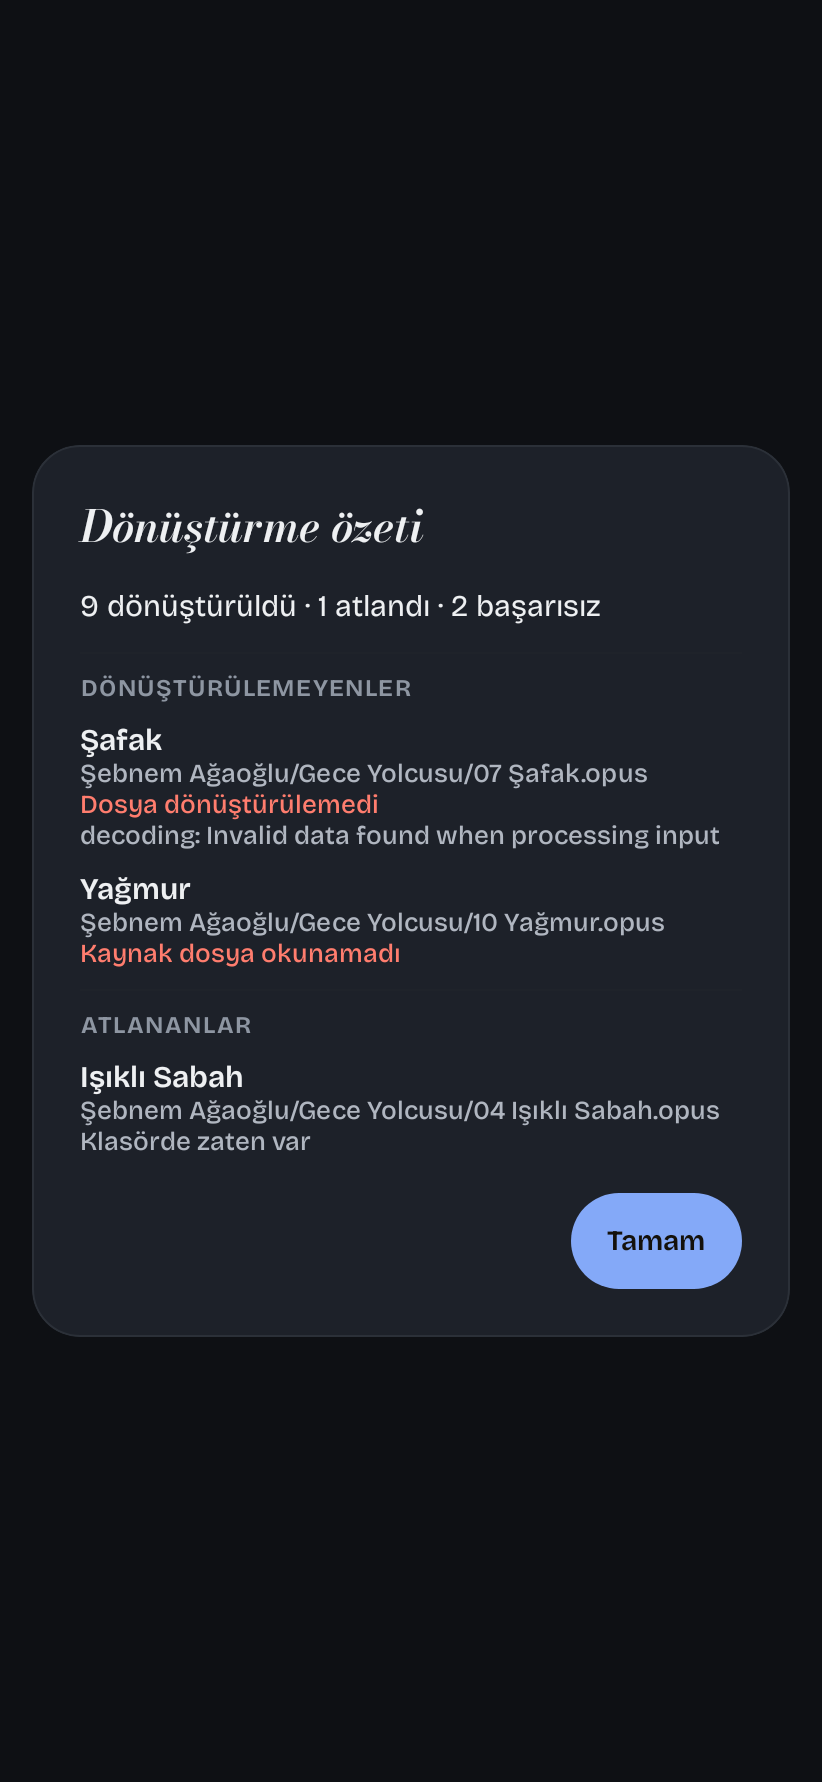 Dönüştürme özeti
9 dönüştürüldü · 1 atlandı · 2 başarısız
DÖNÜŞTÜRÜLEMEYENLER
Şafak
Şebnem Ağaoğlu/Gece Yolcusu/07 Şafak.opus
Dosya dönüştürülemedi
decoding: Invalid data found when processing input
Yağmur
Şebnem Ağaoğlu/Gece Yolcusu/10 Yağmur.opus
Kaynak dosya okunamadı
ATLANANLAR
Işıklı Sabah
Şebnem Ağaoğlu/Gece Yolcusu/04 Işıklı Sabah.opus
Klasörde zaten var
Tamam